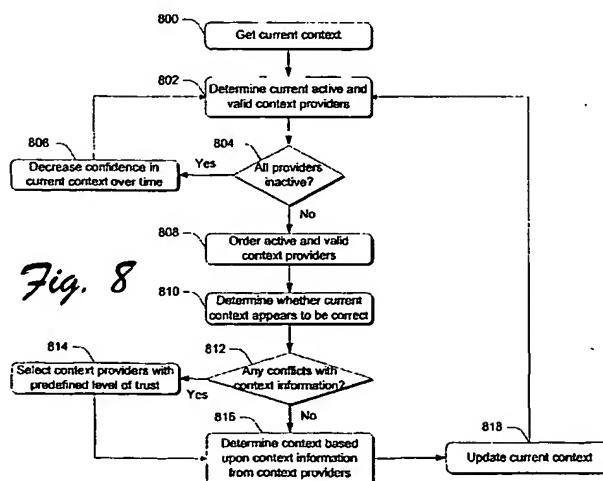 800
Get current context
802
Determine current active and
valid context providers
806
Decrease confidence in
current context over time
Yes
804
All providers
inactive?
No
808
Order active and valid
context providers
Fig. 8
810
Determine whether current
context appears to be correct
814
Select context providers with
predefined level of trust
Yes
812
Any conflicts with
context information?
No
816
Determine context based
upon context information
from context providers
818
Update current context